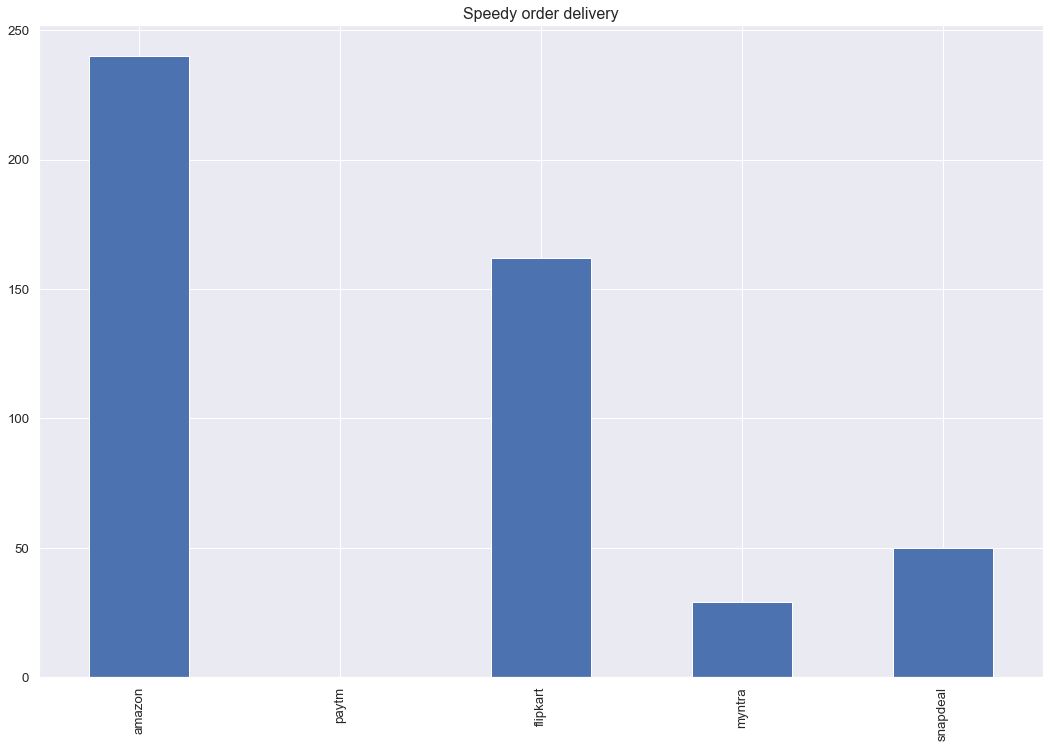 Speedy order delivery
250
200
150
100
50
0
amazon
paytm
flipkart
myntra
snapdeal